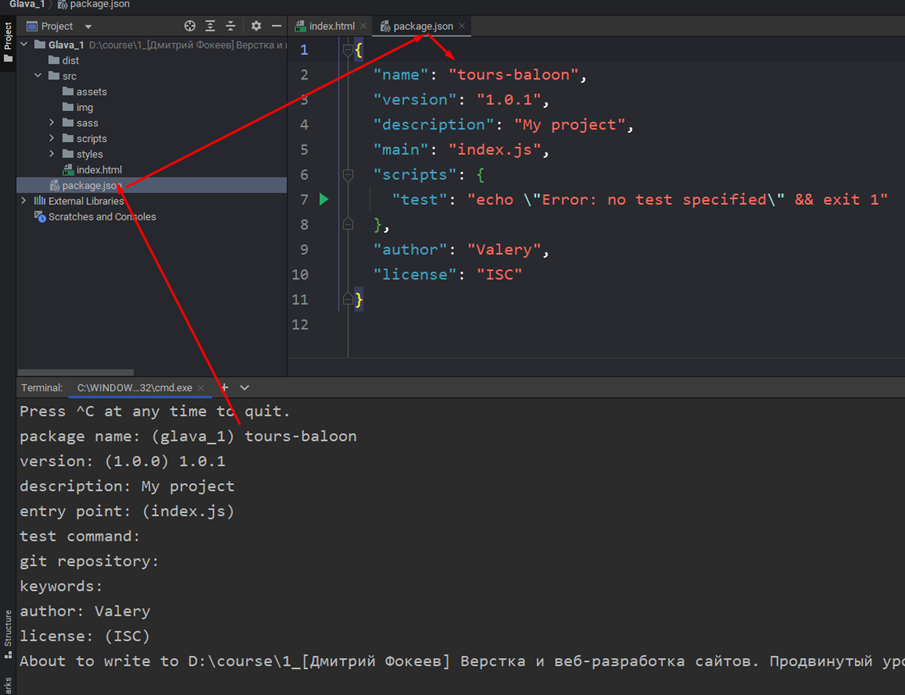 Glava_1 package.json
Project
Project
Glava_1 D:\course\1_[Дмитрий Фокеев] Верстка и
dist
src
assets
img
sass
scripts
styles
index.html
package.json
External Libraries
Scratches and Consoles
index.html package.json
1 {
2 "name": "tours-baloon",
3 "version": "1.0.1",
4 "description": "My project",
5 "main": "index.js",
6 "scripts": {
7 "test": "echo \"Error: no test specified\" && exit 1"
8 },
9 "author": "Valery",
10 "license": "ISC"
11 }
12
Terminal: C:\WINDOW...32\cmd.exe
Press ^C at any time to quit.
package name: (glava_1) tours-baloon
version: (1.0.0) 1.0.1
description: My project
entry point: (index.js)
test command:
git repository:
keywords:
author: Valery
license: (ISC)
About to write to D:\course\1_[Дмитрий Фокеев] Верстка и веб-разработка сайтов. Продвинутый уро
Structure
arks